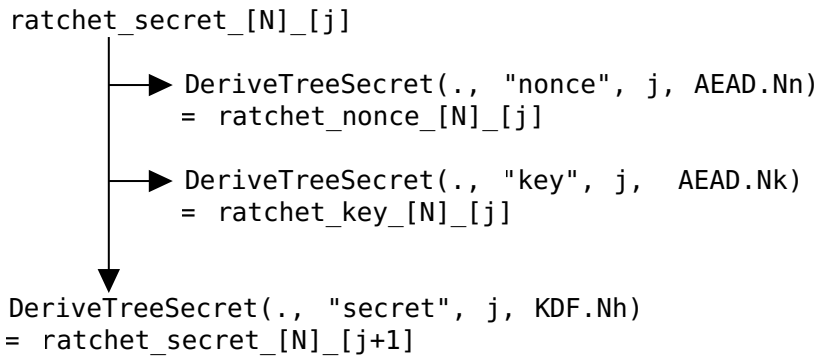 ratchet_secret_[N]_[j]
DeriveTreeSecret(., "nonce", j, AEAD.Nn)
= ratchet_nonce_[N]_[j]
DeriveTreeSecret(., "key", j, AEAD.Nk)
= ratchet_key_[N]_[j]
DeriveTreeSecret(., "secret", j, KDF.Nh)
= ratchet_secret_[N]_[j+1]